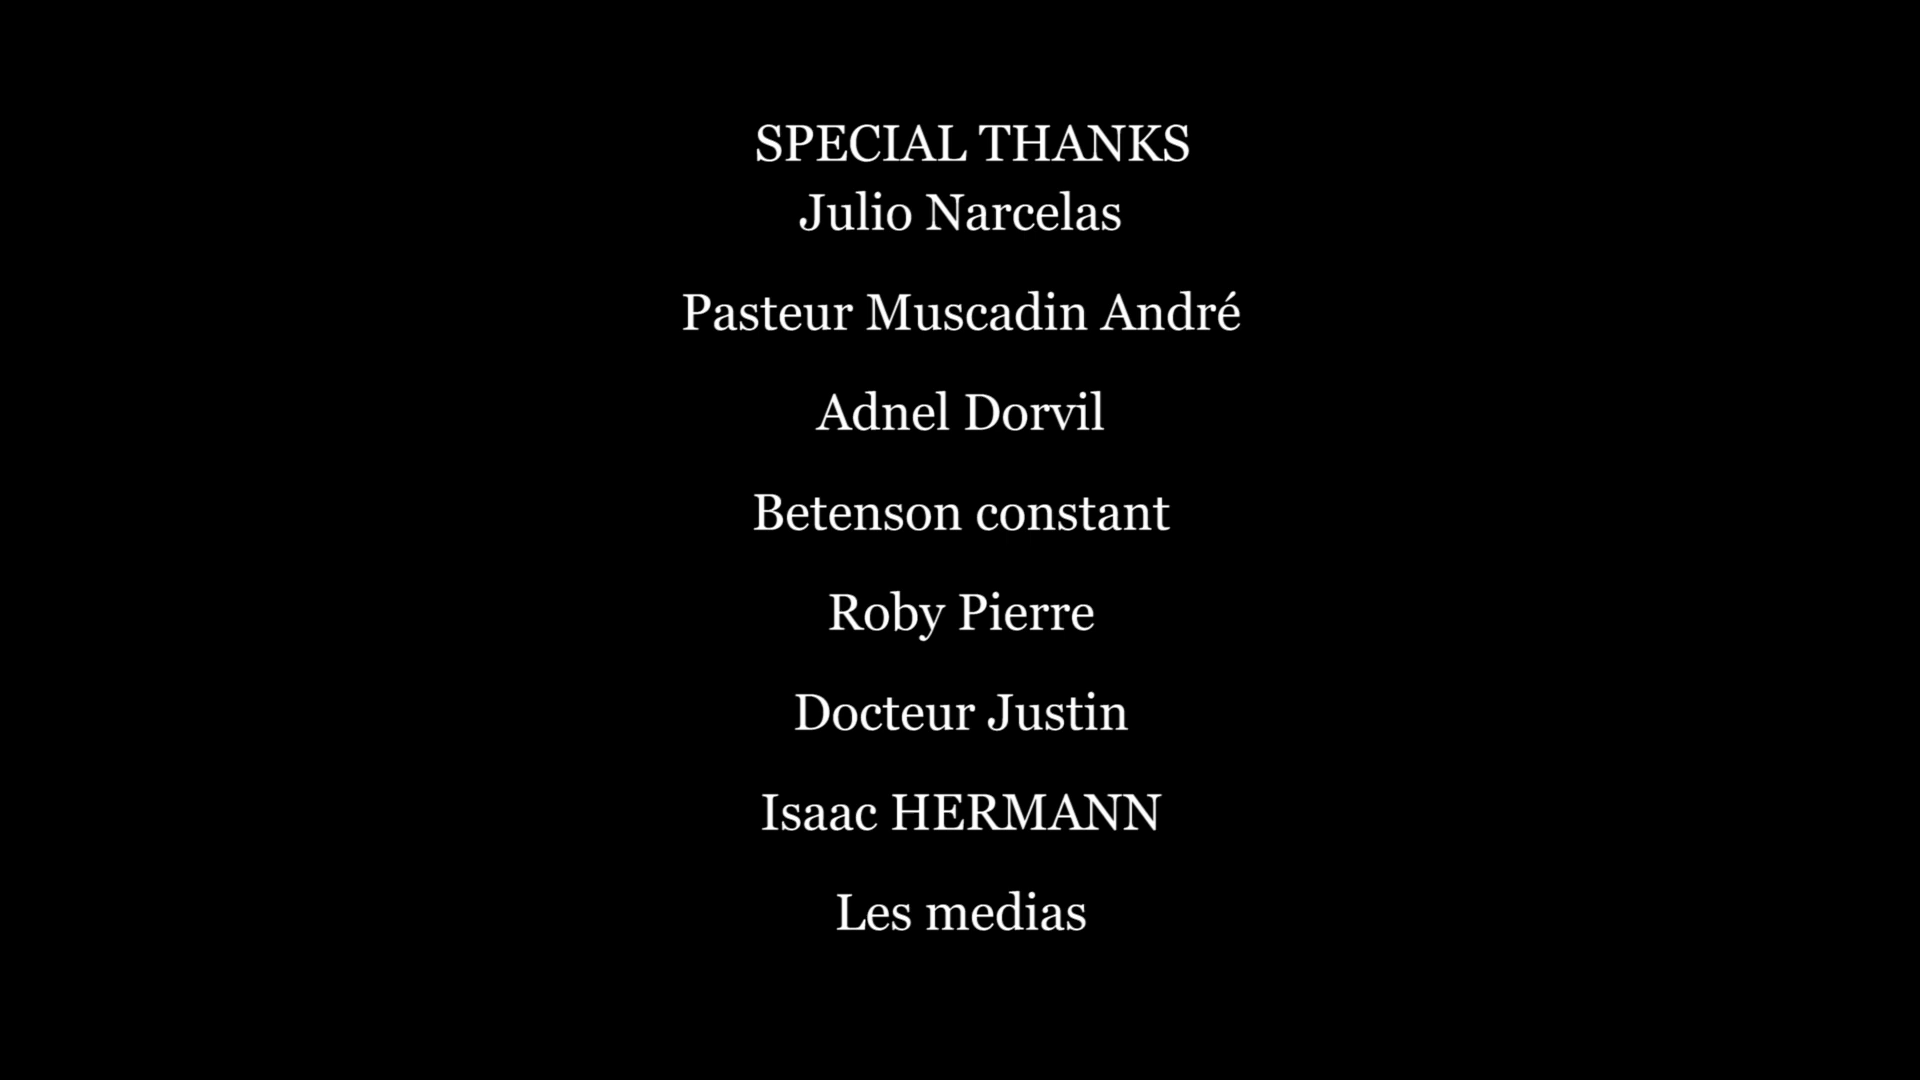 SPECIAL THANKS
Julio Narcelas
Pasteur Muscadin André
Adnel Dorvil
Betenson constant
Roby Pierre
Docteur Justin
Isaac HERMANN
Les medias